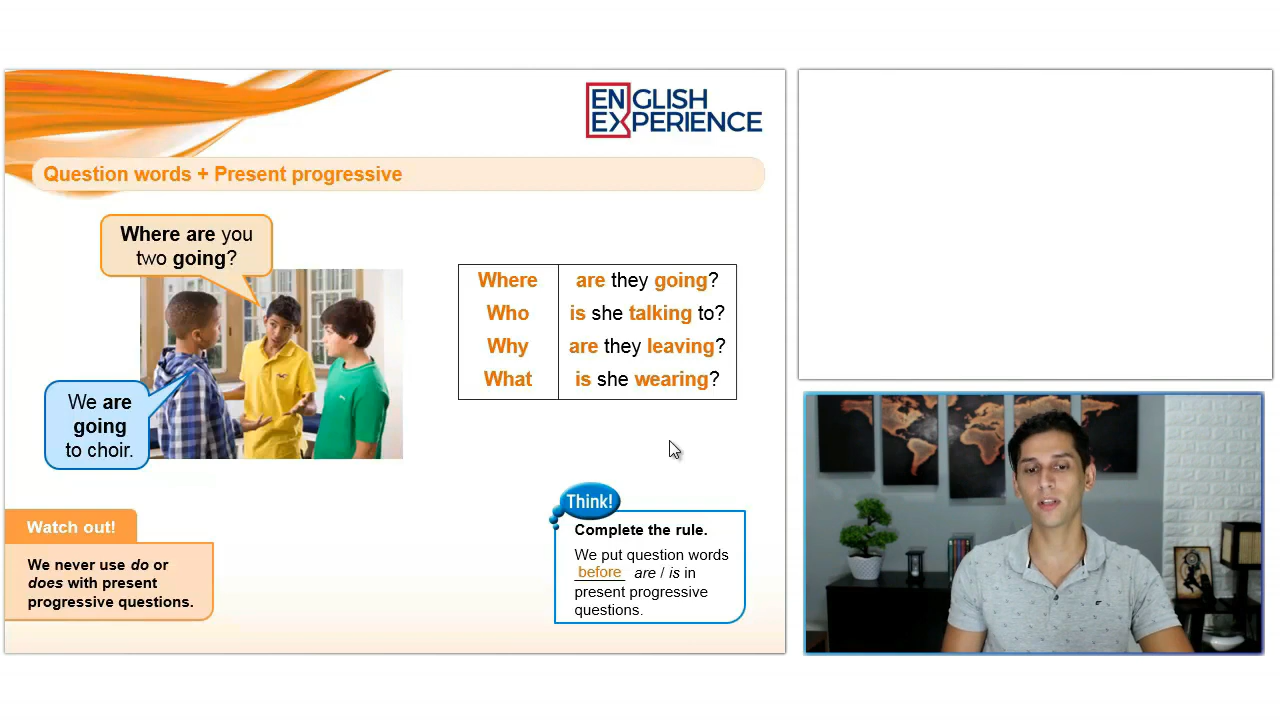 ENGLISH
EXPERIENCE
Question words + Present progressive
Where are you
two going?
We are
going
to choir.
Where are they going?
Who is she talking to?
Why are they leaving?
What is she wearing?
Watch out!
We never use do or
does with present
progressive questions.
Think!
Complete the rule.
We put question words
before are / is in
present progressive
questions.